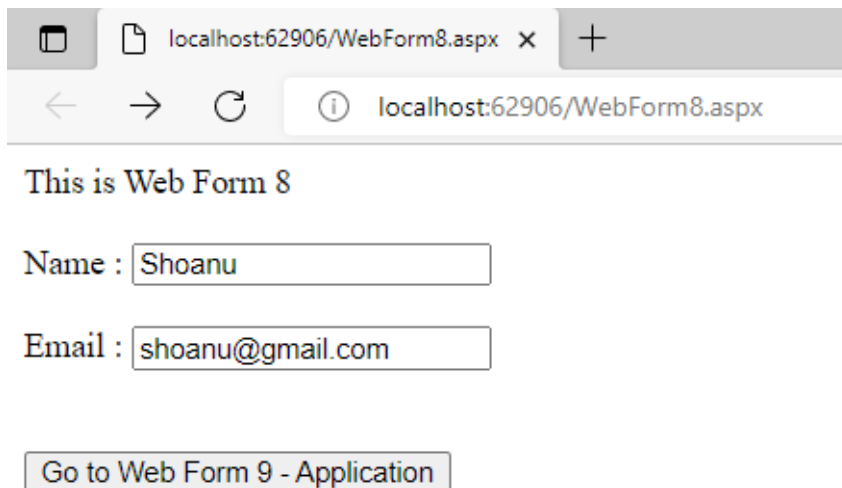 localhost:62906/WebForm8.aspx
localhost:62906/WebForm8.aspx
This is Web Form 8
Name : Shoanu
Email : shoanu@gmail.com
Go to Web Form 9 - Application